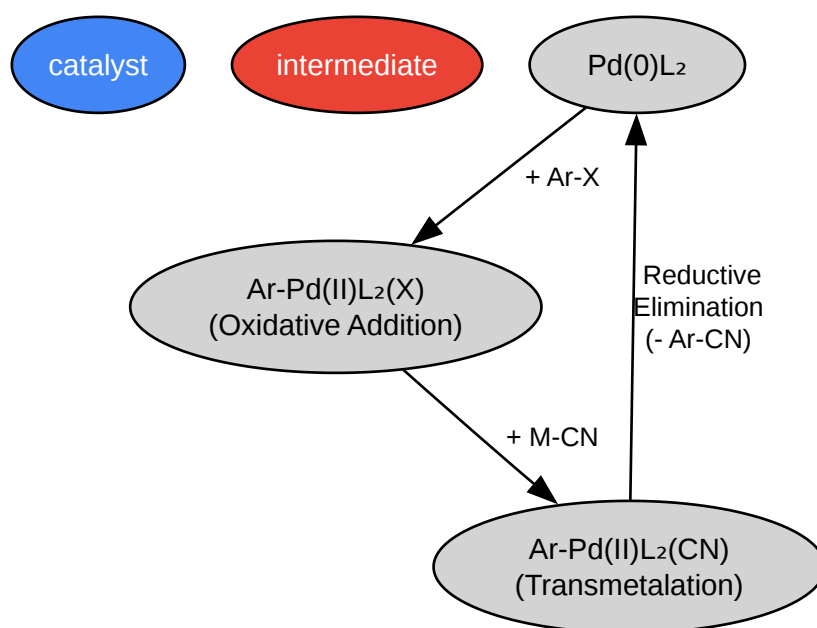 catalyst
intermediate
Pd(0)L₂
+ Ar-X
Ar-Pd(II)L₂(X)
(Oxidative Addition)
Reductive
Elimination
(- Ar-CN)
+ M-CN
Ar-Pd(II)L₂(CN)
(Transmetalation)